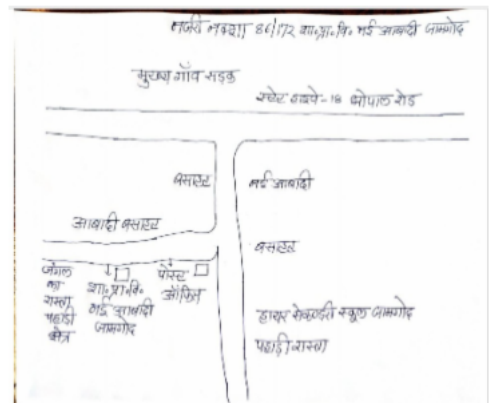 नजरी नक्शा 86/172 शा॰प्रा॰वि॰ नई आबादी जामगोद
मुख्य गाँव सड़क
स्टेट हाइवे-18 भोपाल रोड
बसाहट
नई आबादी
आबादी बसाहट
बसाहट
जंगल
का
रास्ता
पहाड़ी
क्षेत्र
शा॰प्रा॰वि॰
नई आबादी
जामगोद
पोस्ट
ऑफिस
हायर सेकेण्डरी स्कूल जामगोद
पहाड़ी रास्ता